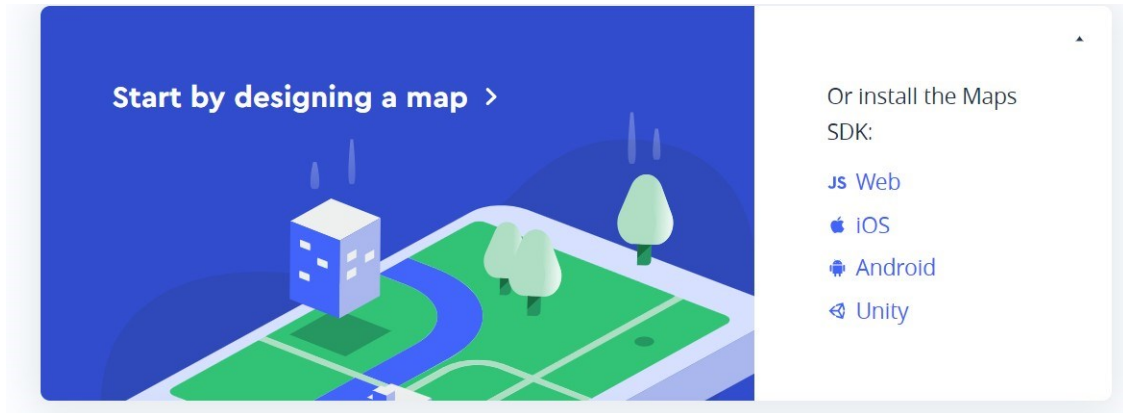 Start by designing a map >
Or install the Maps
SDK:
JS Web
iOS
Android
Unity